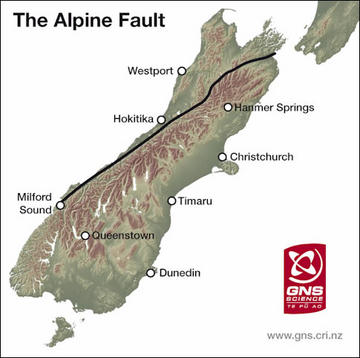 The Alpine Fault
Westport
Hanmer Springs
Hokitika
Christchurch
Milford
Sound
Timaru
Queenstown
Dunedin
GNS
SCIENCE
TE PŪ AO
www.gns.cri.nz